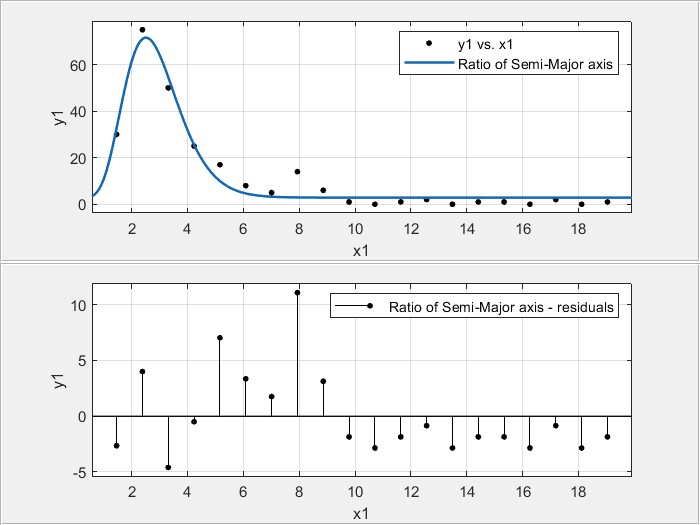 y1 vs. x1
Ratio of Semi-Major axis
60
40
20
0
y1
2 4 6 8 10 12 14 16 18
x1
Ratio of Semi-Major axis - residuals
10
5
0
-5
y1
2 4 6 8 10 12 14 16 18
x1